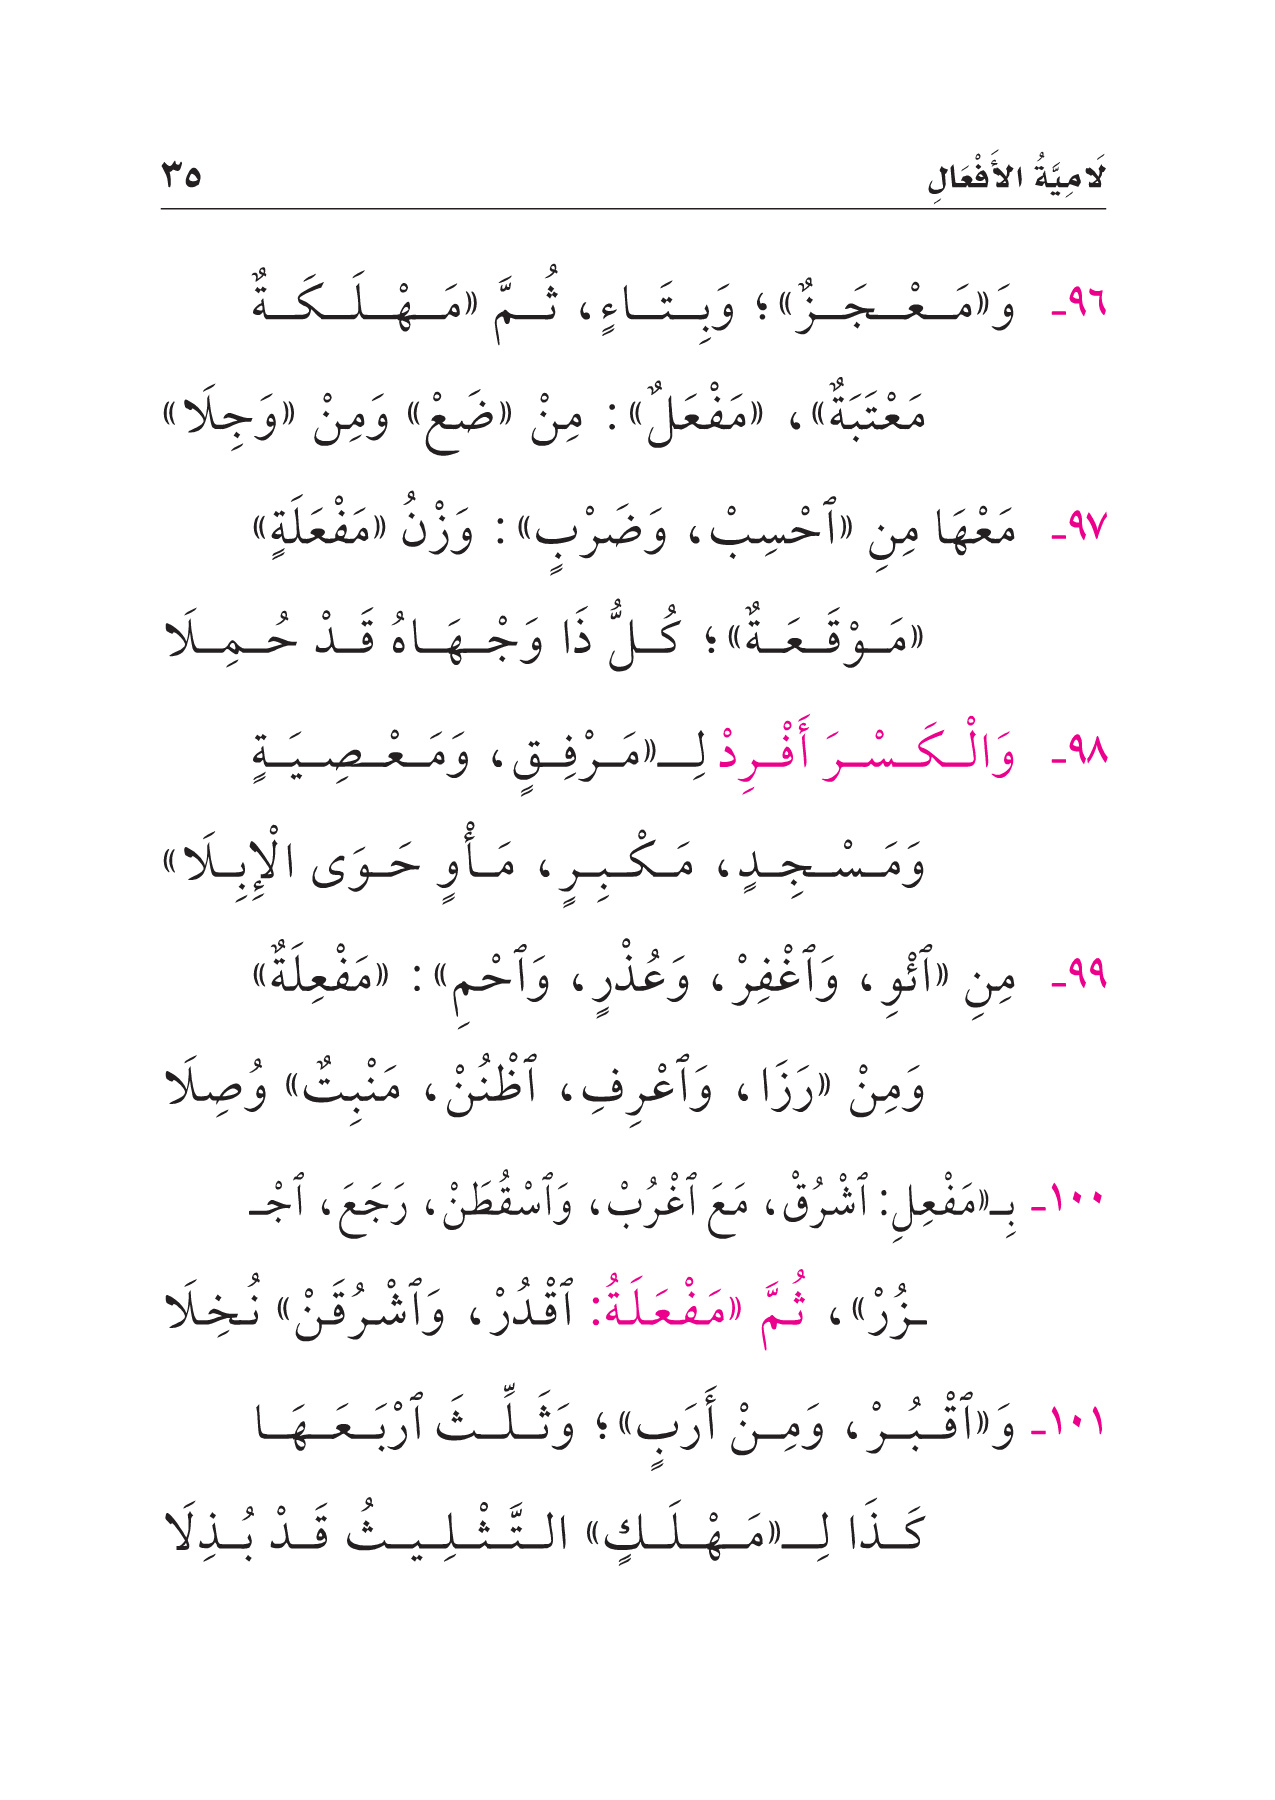 لَامِيَّةُ الأَفْعَالِ ٣٥
٩٦- وَ«مَعْجَزٌ»؛ وَبِتَاءٍ، ثُمَّ «مَهْلَكَةٌ
مَعْتَبَةٌ»، «مَفْعَلٌ»: مِنْ «ضَعْ» وَمِنْ «وَجِلَا»
٩٧- مَعْهَا مِنِ «ٱحْسِبْ، وَضَرْبٍ»: وَزْنُ «مَفْعَلَةٍ»
«مَوْقَعَةٌ»؛ كُلُّ ذَا وَجْهَاهُ قَدْ حُمِلَا
٩٨- وَالْكَسْرَ أَفْرِدْ لِـ«مَرْفِقٍ، وَمَعْصِيَةٍ
وَمَسْجِدٍ، مَكْبِرٍ، مَأْوٍ حَوَى الْإِبِلَا»
٩٩- مِنِ «ٱئْوِ، وَٱغْفِرْ، وَعُذْرٍ، وَٱحْمِ»: «مَفْعِلَةٌ»
وَمِنْ «رَزَا، وَٱعْرِفِ، ٱظْنُنْ، مَنْبِتٌ» وُصِلَا
١٠٠- بِـ«مَفْعِلِ: ٱشْرُقْ، مَعَ ٱغْرُبْ، وَٱسْقُطَنْ، رَجَعَ، ٱجْـ
ـزُرْ»، ثُمَّ «مَفْعَلَةُ: ٱقْدُرْ، وَٱشْرُقَنْ» نُخِلَا
١٠١- وَ«ٱقْبُرْ، وَمِنْ أَرَبٍ»؛ وَثَلِّثَ ٱرْبَعَهَا
كَذَا لِـ«مَهْلَكٍ» التَّثْلِيثُ قَدْ بُذِلَا